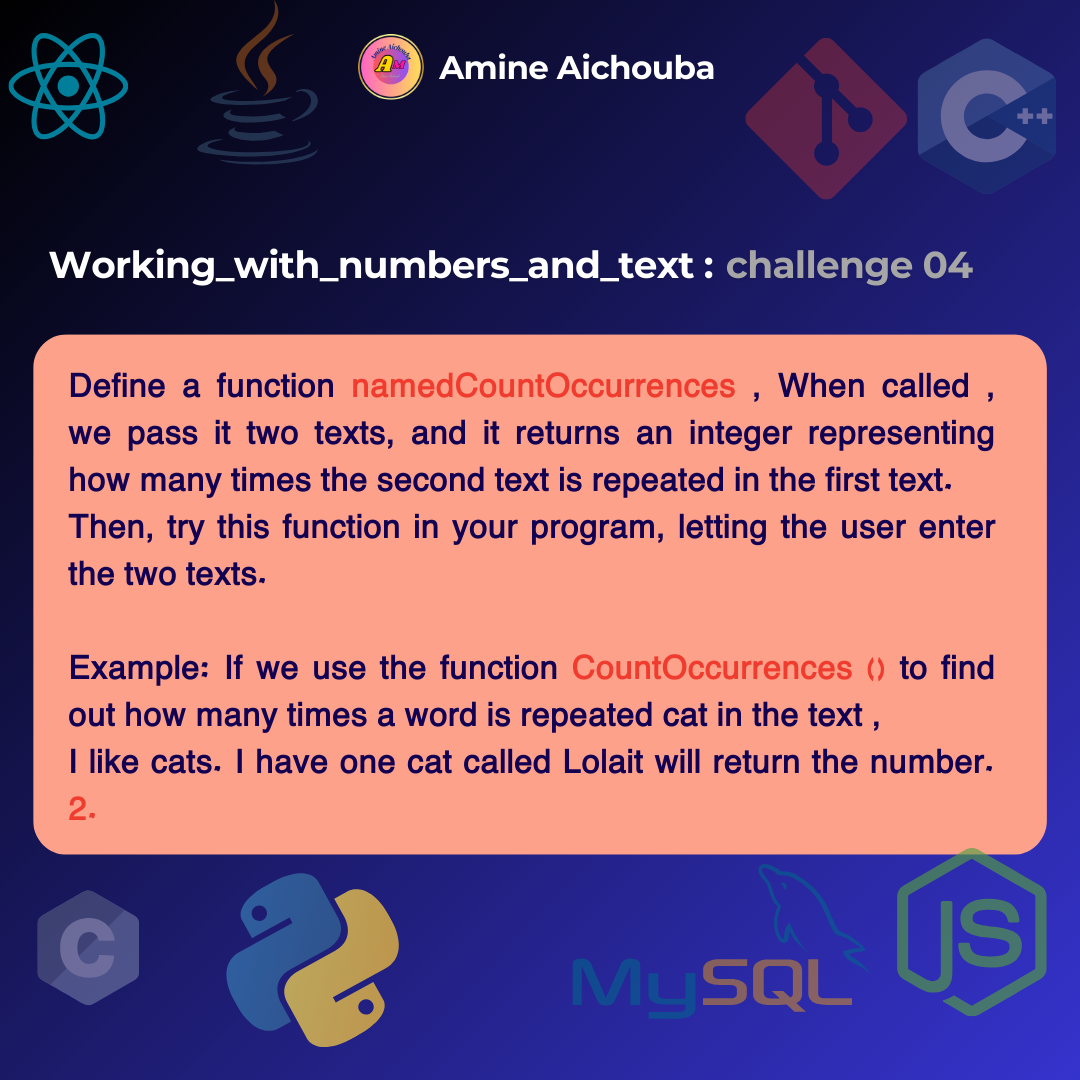 Amine Aichouba
AM
Amine Aichouba
C++
Working_with_numbers_and_text : challenge 04
Define a function namedCountOccurrences , When called ,
we pass it two texts, and it returns an integer representing
how many times the second text is repeated in the first text.
Then, try this function in your program, letting the user enter
the two texts.
Example: If we use the function CountOccurrences () to find
out how many times a word is repeated cat in the text ,
I like cats. I have one cat called Lolait will return the number.
2.
C
MySQL
JS